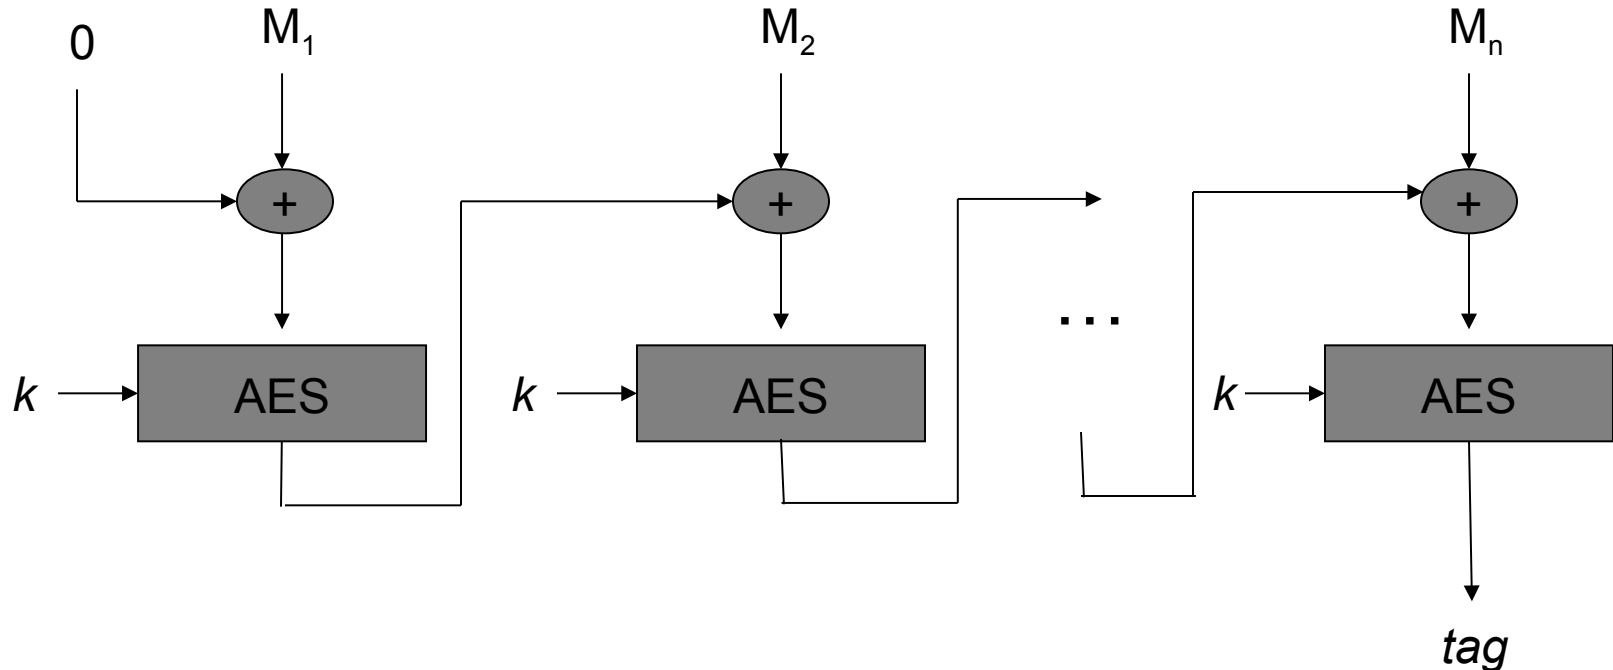 0 M₁ M₂ Mₙ
+ + +
...
k AES k AES k AES
tag